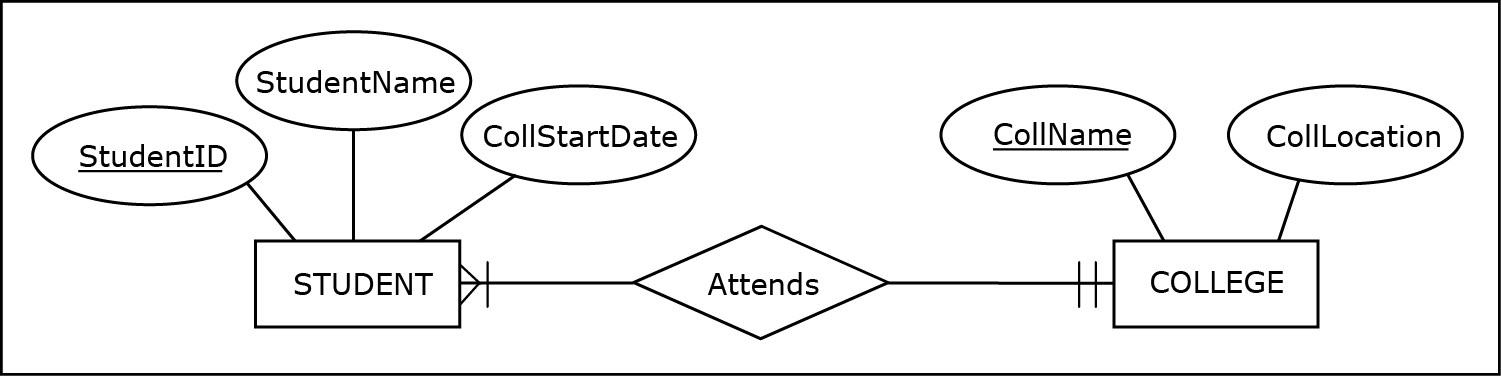 StudentName
StudentID
CollStartDate
CollName
CollLocation
STUDENT
Attends
COLLEGE